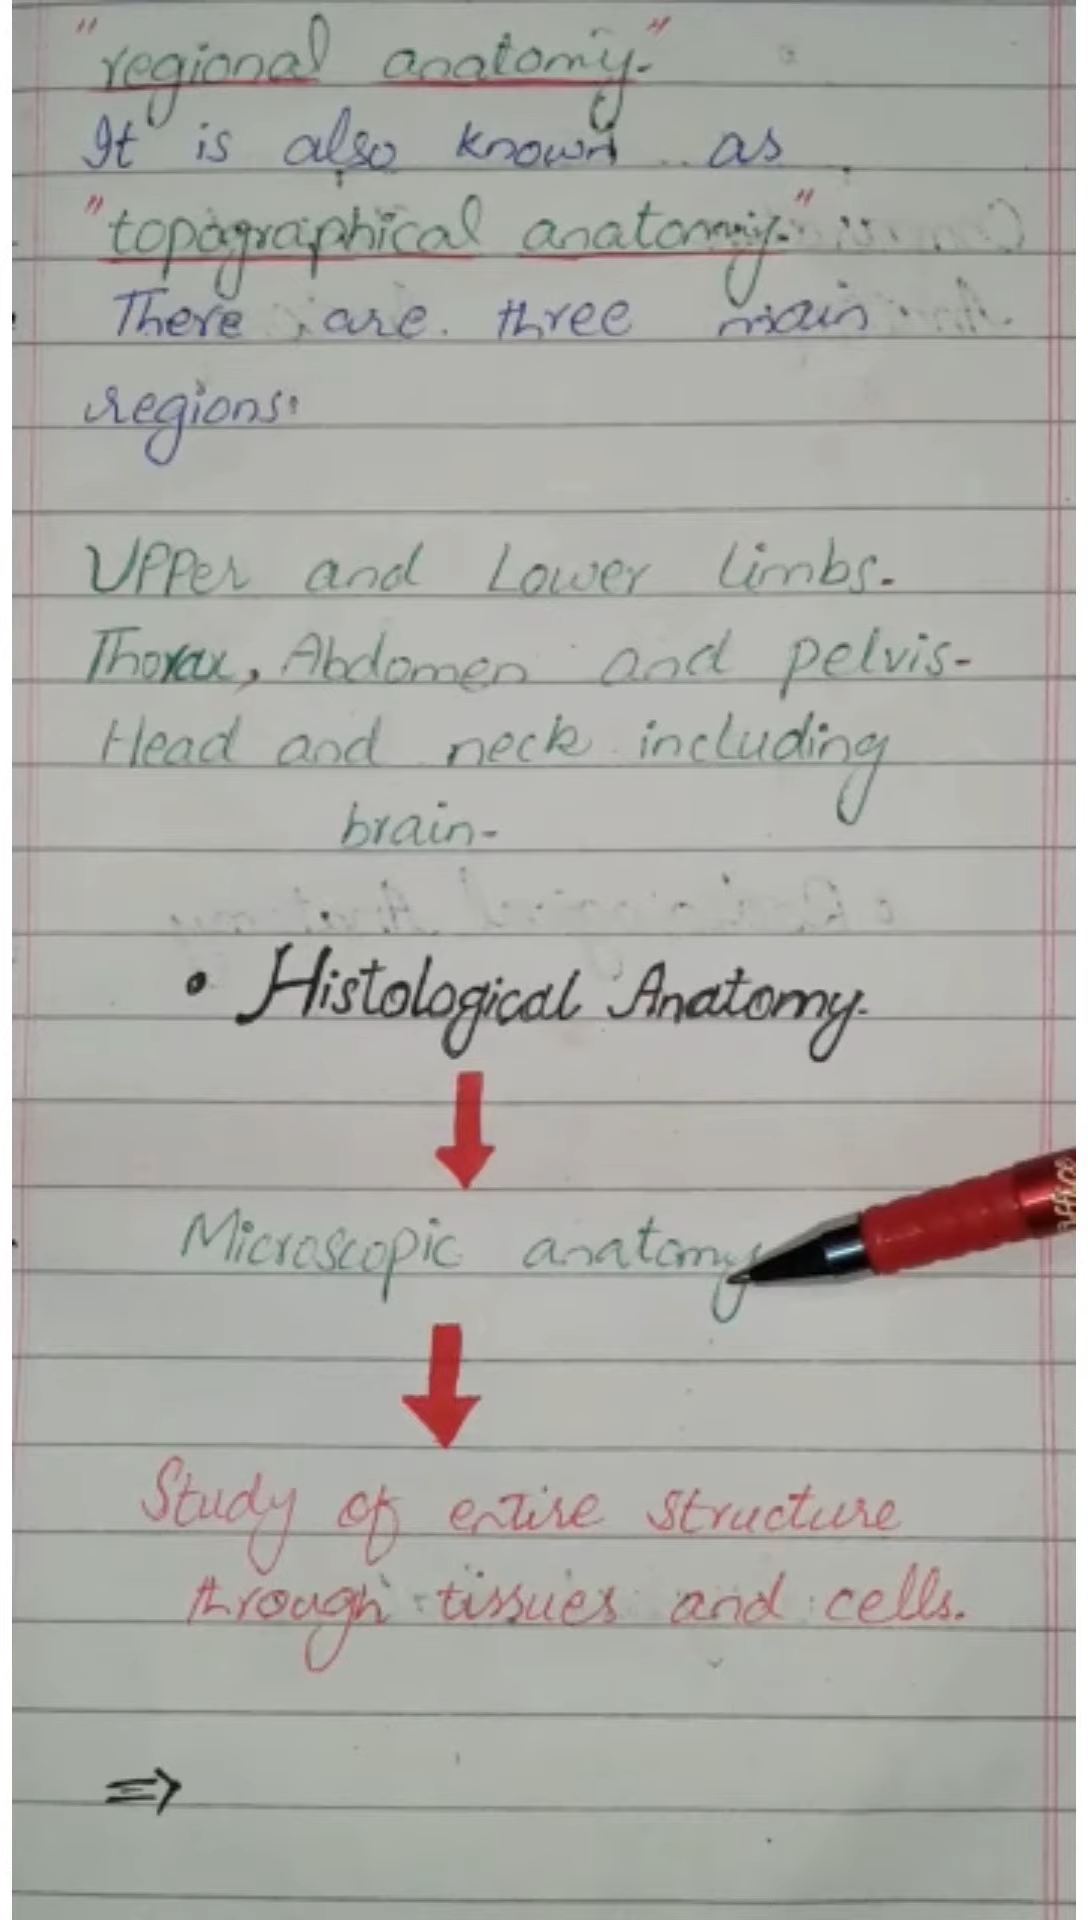 "regional anatomy."
It is also known as
"topographical anatomy."
There are three main
regions:
Upper and Lower limbs.
Thorax, Abdomen and pelvis-
Head and neck including
brain-
• Histological Anatomy.
Microscopic anatomy
Study of entire structure
through tissues and cells.
⇒